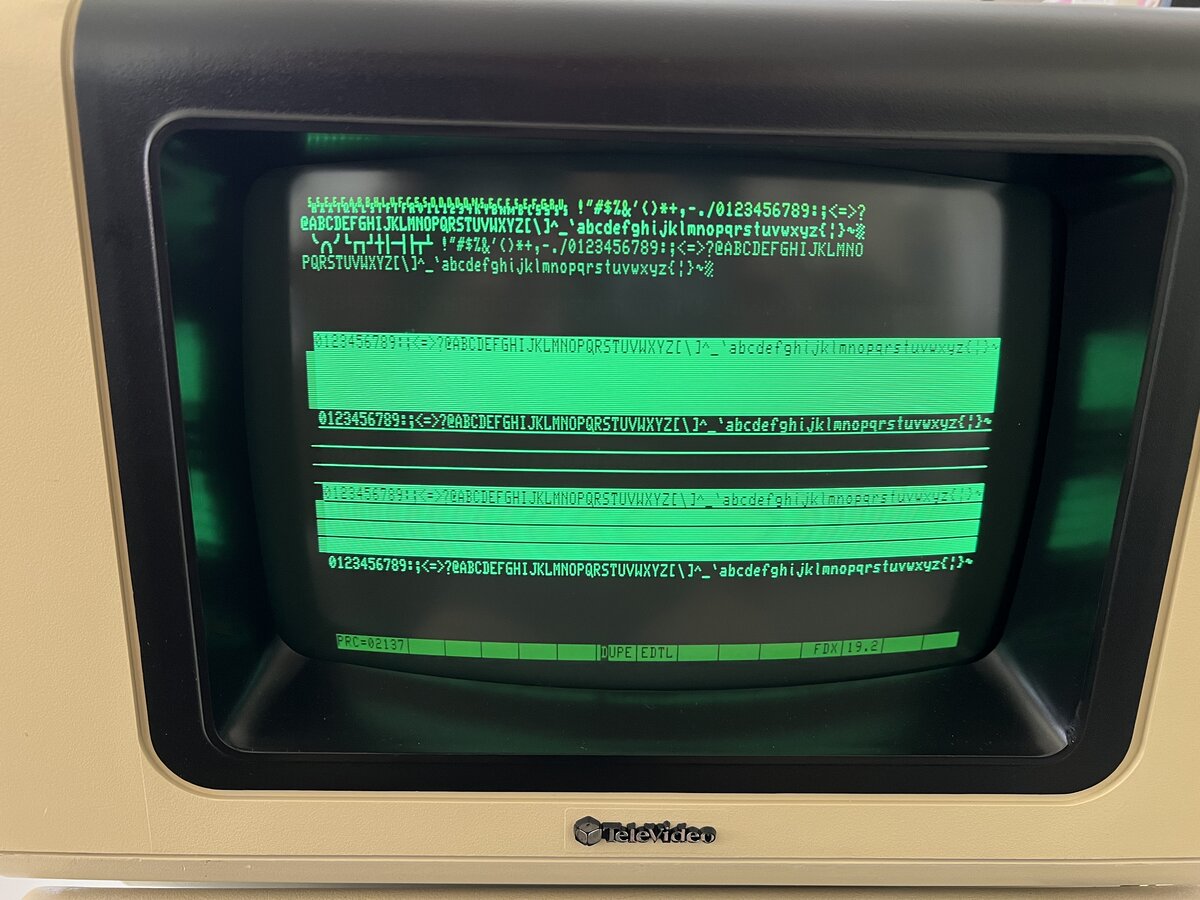 !"#$%&'()*+,-./0123456789:;<=>?
@ABCDEFGHIJKLMNOPQRSTUVWXYZ[\]^_`abcdefghijklmnopqrstuvwxyz{¦}~▒
!"#$%&'()*+,-./0123456789:;<=>?@ABCDEFGHIJKLMNO
PQRSTUVWXYZ[\]^_`abcdefghijklmnopqrstuvwxyz{¦}~▒
0123456789:;<=>?@ABCDEFGHIJKLMNOPQRSTUVWXYZ[\]^_`abcdefghijklmnopqrstuvwxyz{¦}~
0123456789:;<=>?@ABCDEFGHIJKLMNOPQRSTUVWXYZ[\]^_`abcdefghijklmnopqrstuvwxyz{¦}~
0123456789:;<=>?@ABCDEFGHIJKLMNOPQRSTUVWXYZ[\]^_`abcdefghijklmnopqrstuvwxyz{¦}~
0123456789:;<=>?@ABCDEFGHIJKLMNOPQRSTUVWXYZ[\]^_`abcdefghijklmnopqrstuvwxyz{¦}~
PRC=02137 DUPE EDTL FDX 19.2
TeleVideo